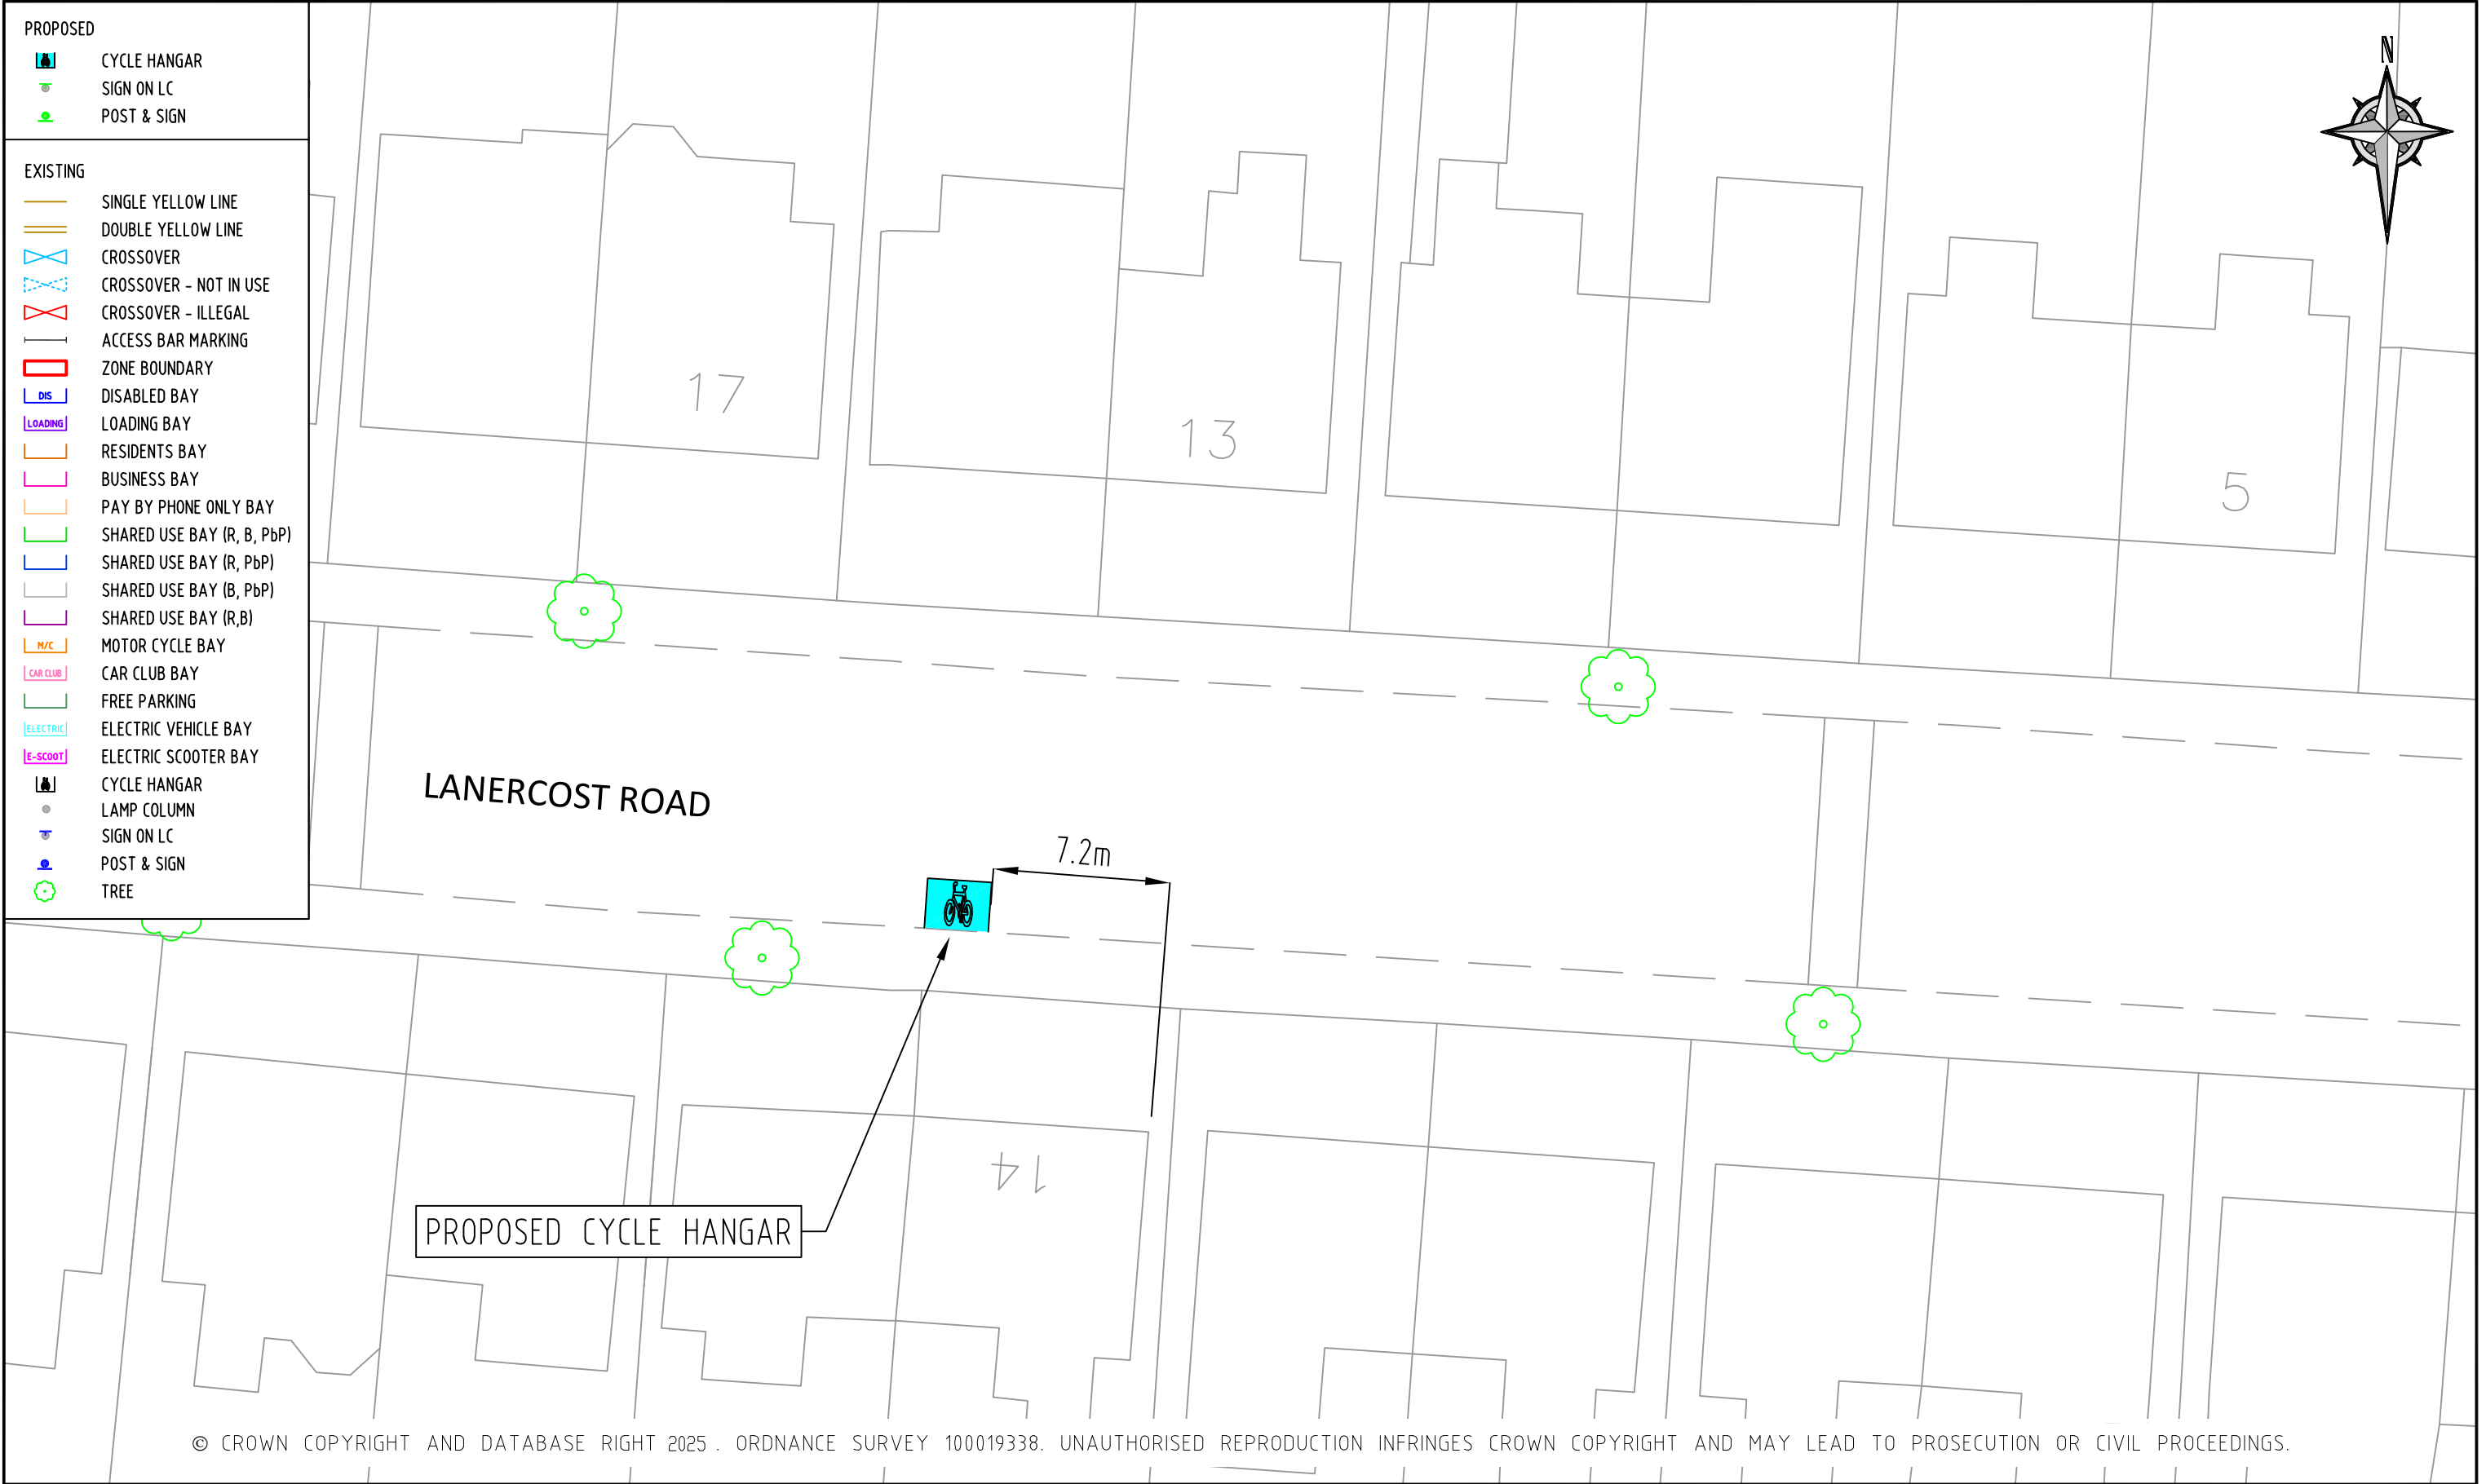 PROPOSED
CYCLE HANGAR
SIGN ON LC
POST & SIGN
EXISTING
SINGLE YELLOW LINE
DOUBLE YELLOW LINE
CROSSOVER
CROSSOVER - NOT IN USE
CROSSOVER - ILLEGAL
ACCESS BAR MARKING
ZONE BOUNDARY
DIS DISABLED BAY
LOADING LOADING BAY
RESIDENTS BAY
BUSINESS BAY
PAY BY PHONE ONLY BAY
SHARED USE BAY (R, B, PbP)
SHARED USE BAY (R, PbP)
SHARED USE BAY (B, PbP)
SHARED USE BAY (R,B)
M/C MOTOR CYCLE BAY
CAR CLUB CAR CLUB BAY
FREE PARKING
ELECTRIC ELECTRIC VEHICLE BAY
E-SCOOT ELECTRIC SCOOTER BAY
CYCLE HANGAR
LAMP COLUMN
SIGN ON LC
POST & SIGN
TREE
N
17
13
5
LANERCOST ROAD
7.2m
14
PROPOSED CYCLE HANGAR
© CROWN COPYRIGHT AND DATABASE RIGHT 2025 . ORDNANCE SURVEY 100019338. UNAUTHORISED REPRODUCTION INFRINGES CROWN COPYRIGHT AND MAY LEAD TO PROSECUTION OR CIVIL PROCEEDINGS.